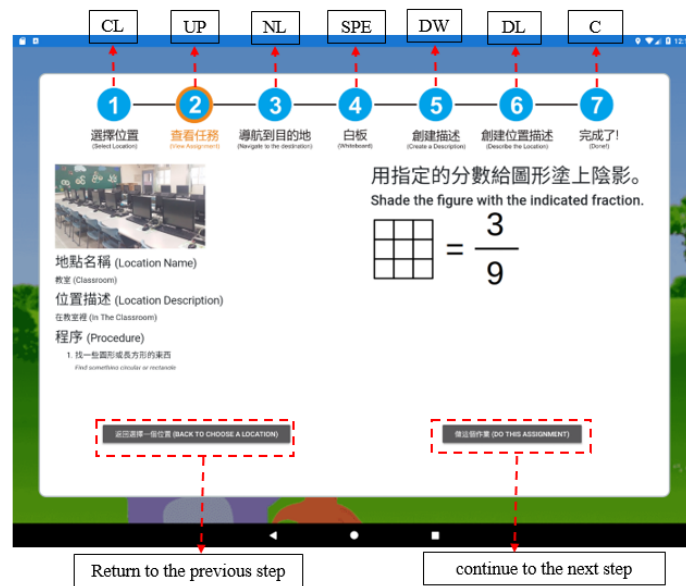 CL UP NL SPE DW DL C
12:1
1 2 3 4 5 6 7
選擇位置 查看任務 導航到目的地 白板 創建描述 創建位置描述 完成了!
(Select Location) (View Assignment) (Navigate to the destination) (Whiteboard) (Create a Description) (Describe the Location) (Done!)
用指定的分數給圖形塗上陰影。
Shade the figure with the indicated fraction.
= 3
9
地點名稱 (Location Name)
教室 (Classroom)
位置描述 (Location Description)
在教室裡 (In The Classroom)
程序 (Procedure)
1. 找一些圓形或長方形的東西
Find something circular or rectangle
返回選擇一個位置 (BACK TO CHOOSE A LOCATION)
做這個作業 (DO THIS ASSIGNMENT)
Return to the previous step
continue to the next step